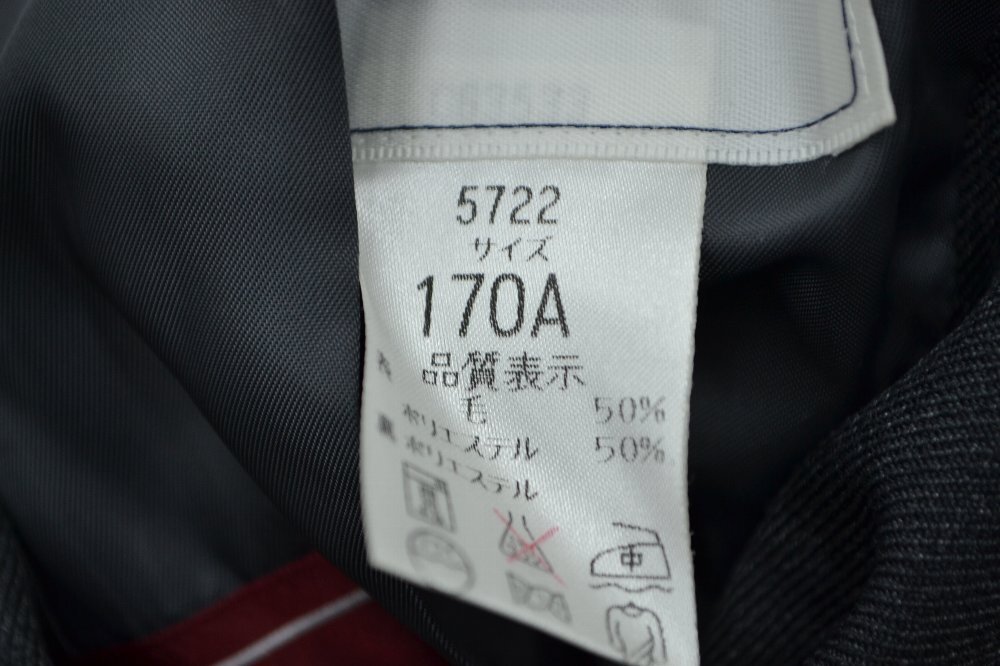 5722
サイズ
170A
品質表示
表 毛 50%
ポリエステル 50%
裏 ポリエステル
中